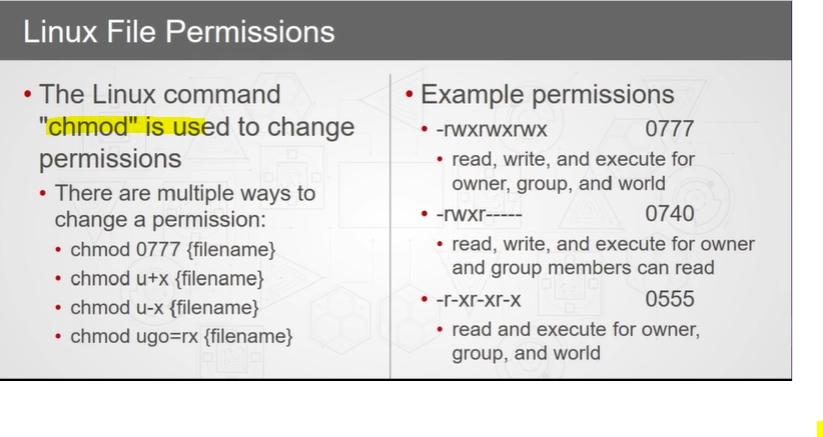 Linux File Permissions
• The Linux command
"chmod" is used to change
permissions
• There are multiple ways to
change a permission:
• chmod 0777 {filename}
• chmod u+x {filename}
• chmod u-x {filename}
• chmod ugo=rx {filename}
• Example permissions
• -rwxrwxrwx 0777
• read, write, and execute for
owner, group, and world
• -rwxr----- 0740
• read, write, and execute for owner
and group members can read
• -r-xr-xr-x 0555
• read and execute for owner,
group, and world